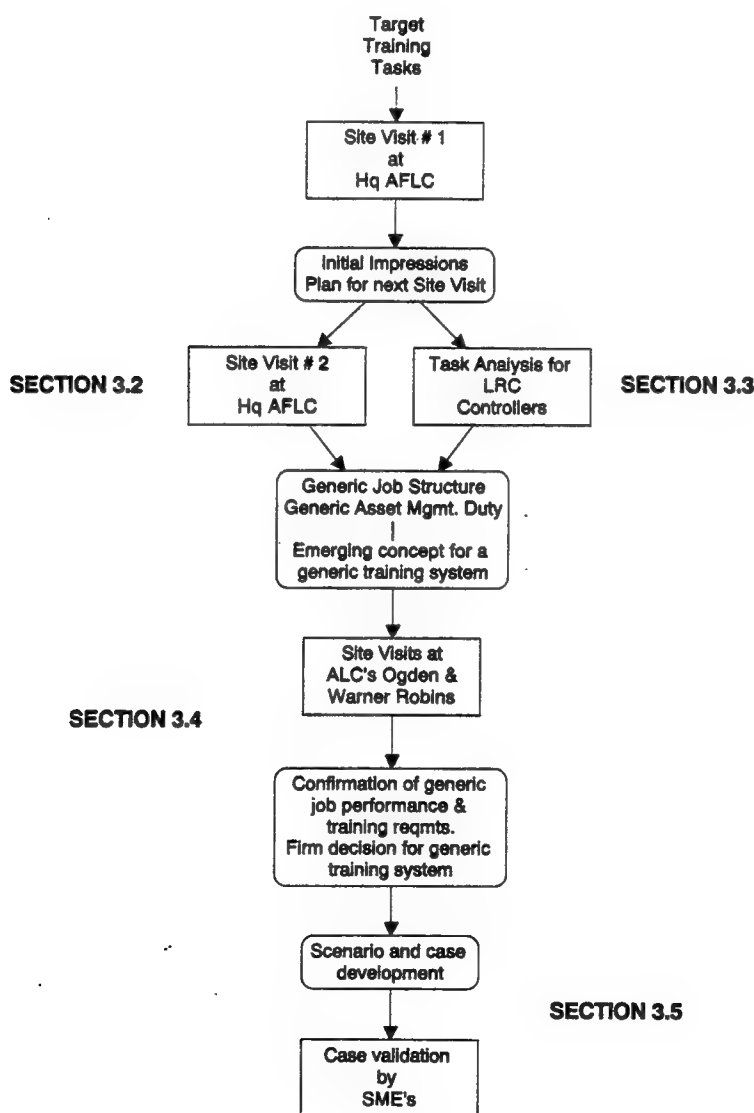 Target
Training
Tasks
Site Visit # 1
at
Hq AFLC
Initial Impressions
Plan for next Site Visit
SECTION 3.2
Site Visit # 2
at
Hq AFLC
Task Analysis for
LRC
Controllers
SECTION 3.3
Generic Job Structure
Generic Asset Mgmt. Duty
Emerging concept for a
generic training system
Site Visits at
ALC's Ogden &
Warner Robins
SECTION 3.4
Confirmation of generic
job performance &
training reqmts.
Firm decision for generic
training system
Scenario and case
development
SECTION 3.5
Case validation
by
SME's